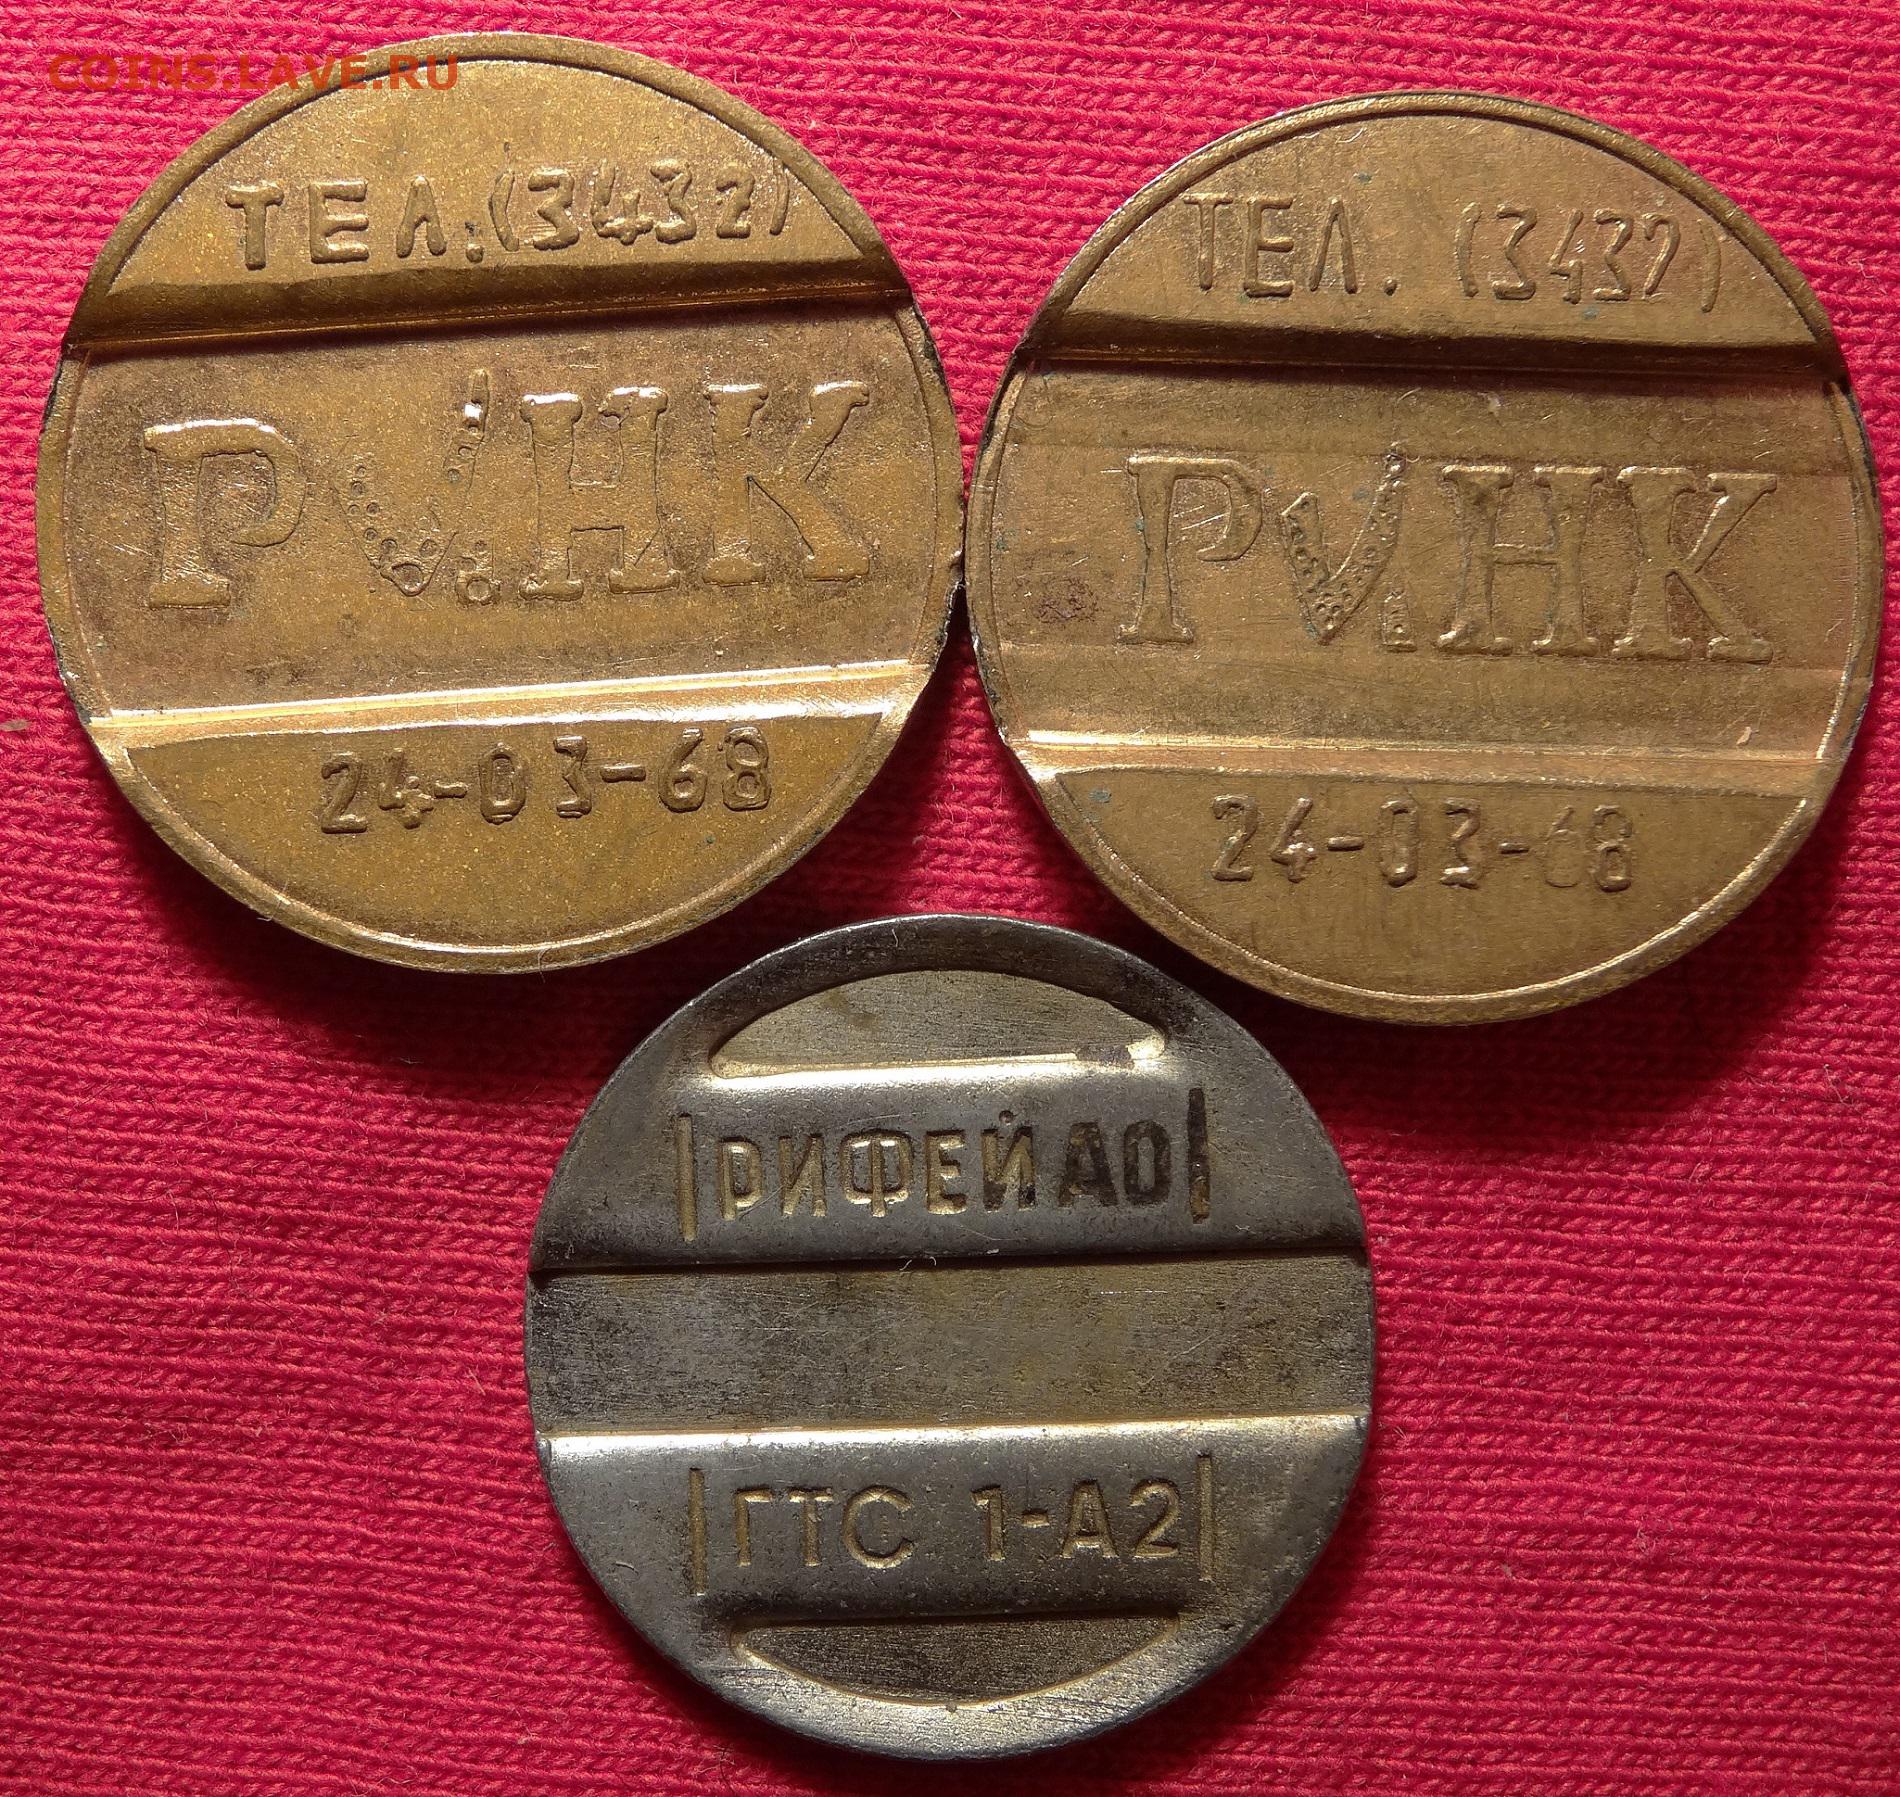 COINS.LAVE.RU
ТЕЛ.(3432)
РИНК
24-03-68
ТЕЛ. (3432)
РИНК
24-03-68
РИФЕЙ АО
ГТС 1-А2